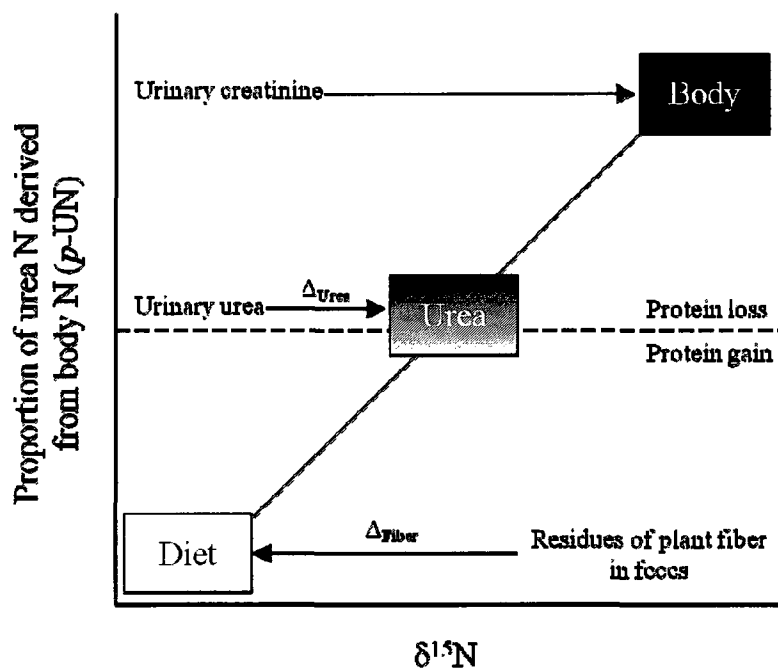 Proportion of urea N derived
from body N (p-UN)
Urinary creatinine
Body
Urinary urea
ΔUrea
Urea
Protein loss
Protein gain
Diet
ΔFiber
Residues of plant fiber
in feces
δ15N